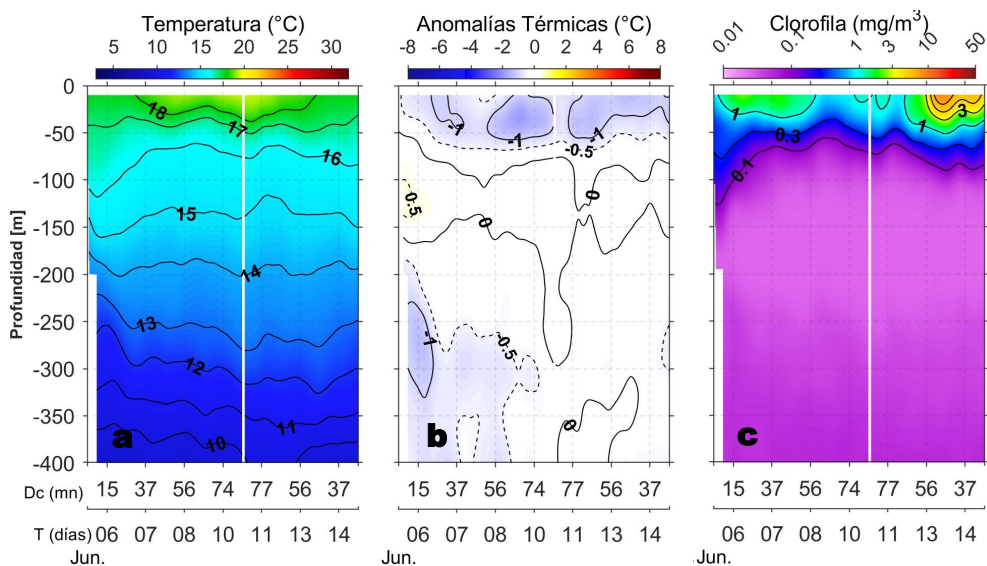 Temperatura (°C)
5 10 15 20 25 30
Anomalías Térmicas (°C)
-8 -6 -4 -2 0 2 4 6 8
Clorofila (mg/m³)
0.01 0.1 1 3 10 50
Profundidad [m]
0
-50
-100
-150
-200
-250
-300
-350
-400
18
17
16
15
14
13
12
11
10
a
-1
-1
-1
-0.5
0.5
0
0
-1
-0.5
0
b
1
0.3
0.1
1
3
c
Dc (mn) 15 37 56 74 77 56 37
15 37 56 74 77 56 37
15 37 56 74 77 56 37
T (días) 06 07 08 10 11 13 14
06 07 08 10 11 13 14
06 07 08 10 11 13 14
Jun.
Jun.
Jun.